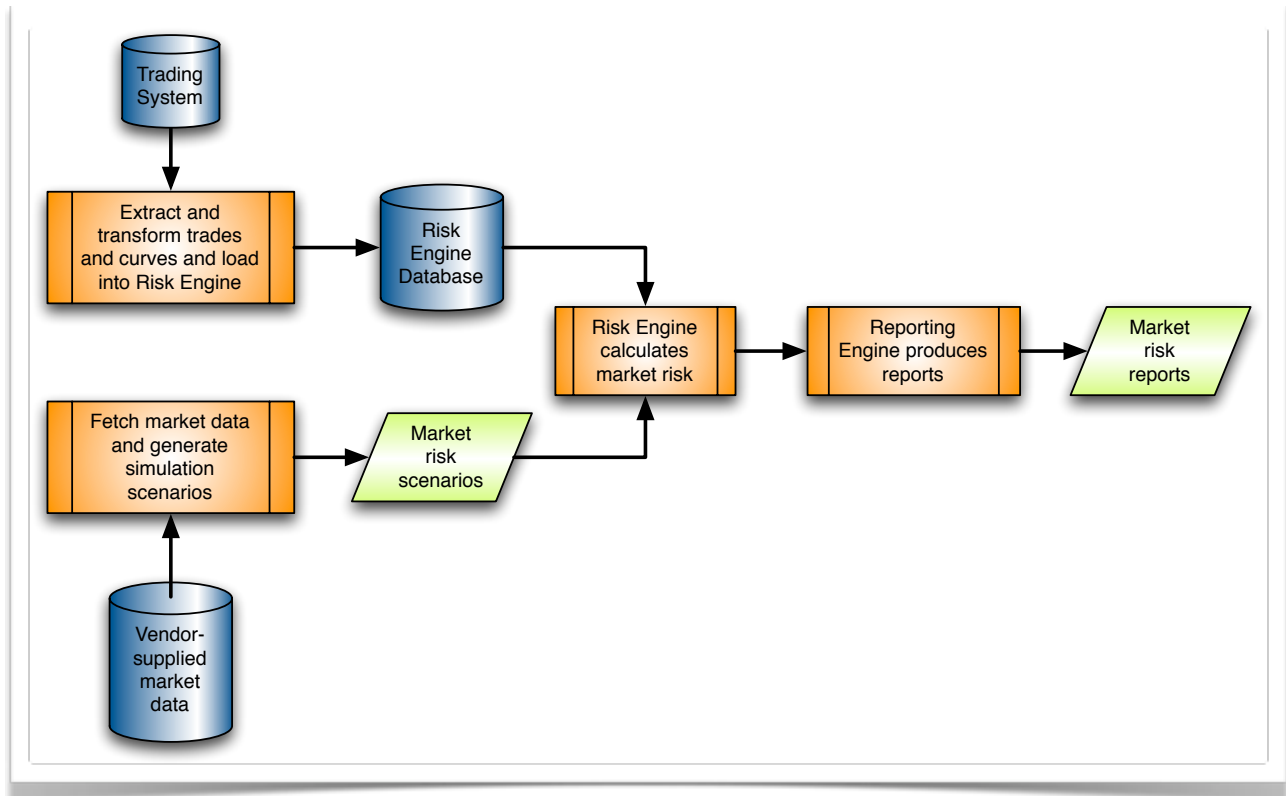 Trading
System
Extract and
transform trades
and curves and load
into Risk Engine
Risk
Engine
Database
Risk Engine
calculates
market risk
Reporting
Engine produces
reports
Market
risk
reports
Fetch market data
and generate
simulation
scenarios
Market
risk
scenarios
Vendor-
supplied
market
data